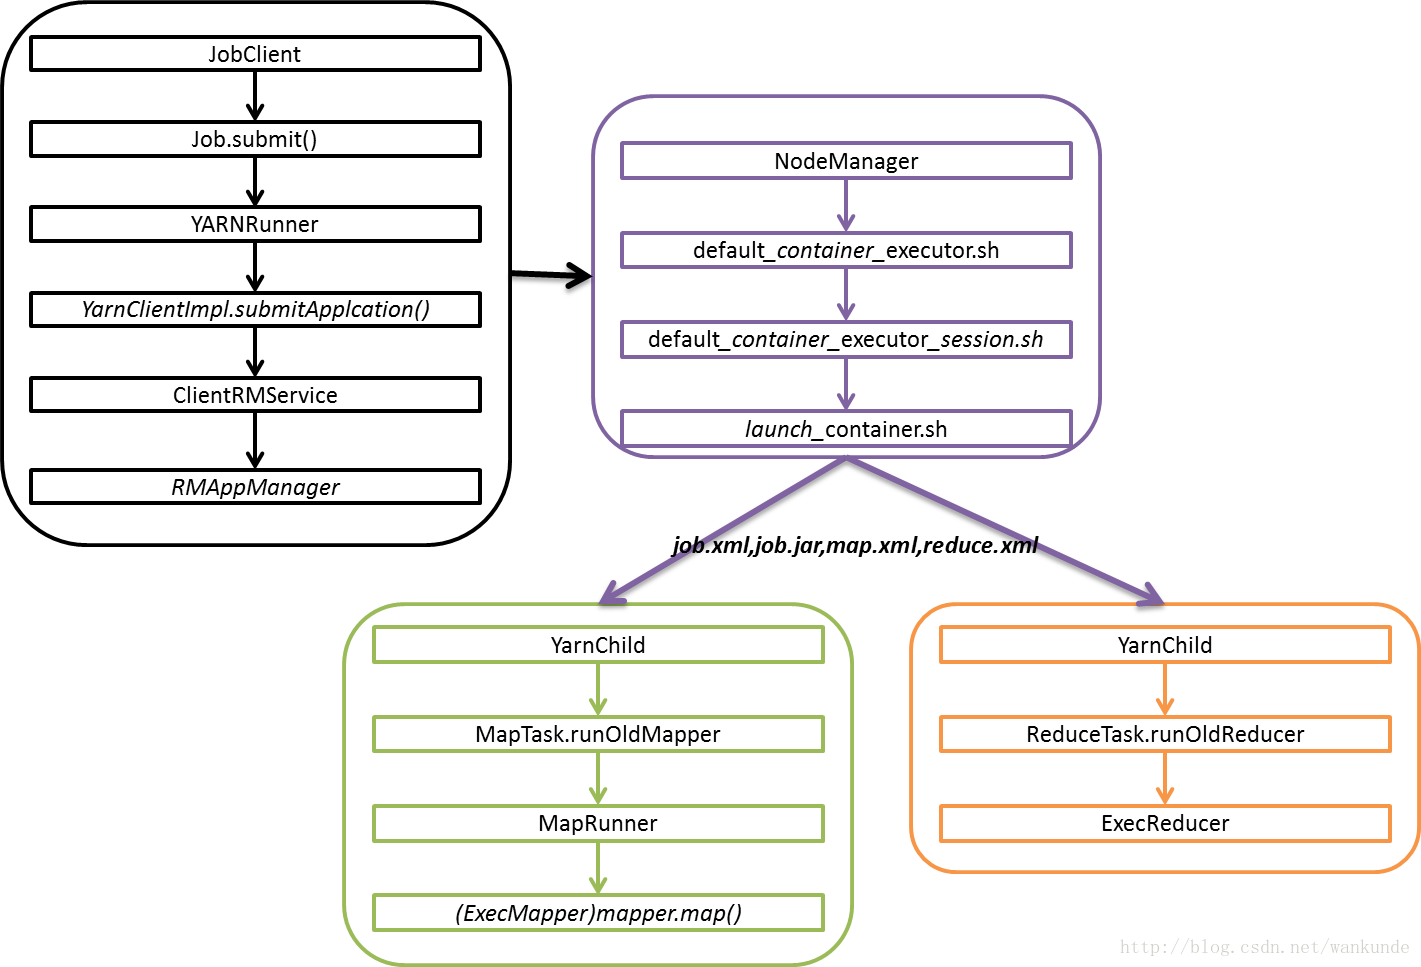 JobClient
Job.submit()
YARNRunner
YarnClientImpl.submitApplcation()
ClientRMService
RMAppManager
NodeManager
default_container_executor.sh
default_container_executor_session.sh
launch_container.sh
job.xml,job.jar,map.xml,reduce.xml
YarnChild
MapTask.runOldMapper
MapRunner
(ExecMapper)mapper.map()
YarnChild
ReduceTask.runOldReducer
ExecReducer
http://blog.csdn.net/wankunde